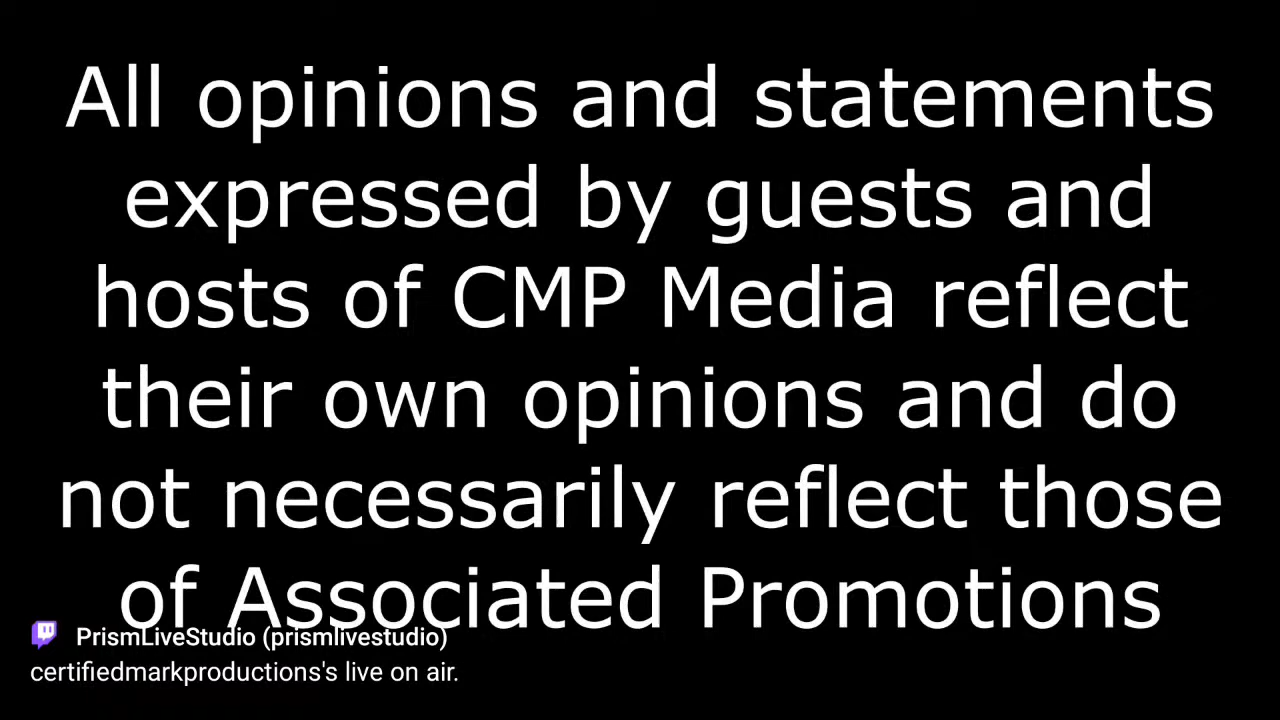 All opinions and statements
expressed by guests and
hosts of CMP Media reflect
their own opinions and do
not necessarily reflect those
of Associated Promotions
PrismLiveStudio (prismlivestudio)
certifiedmarkproductions's live on air.